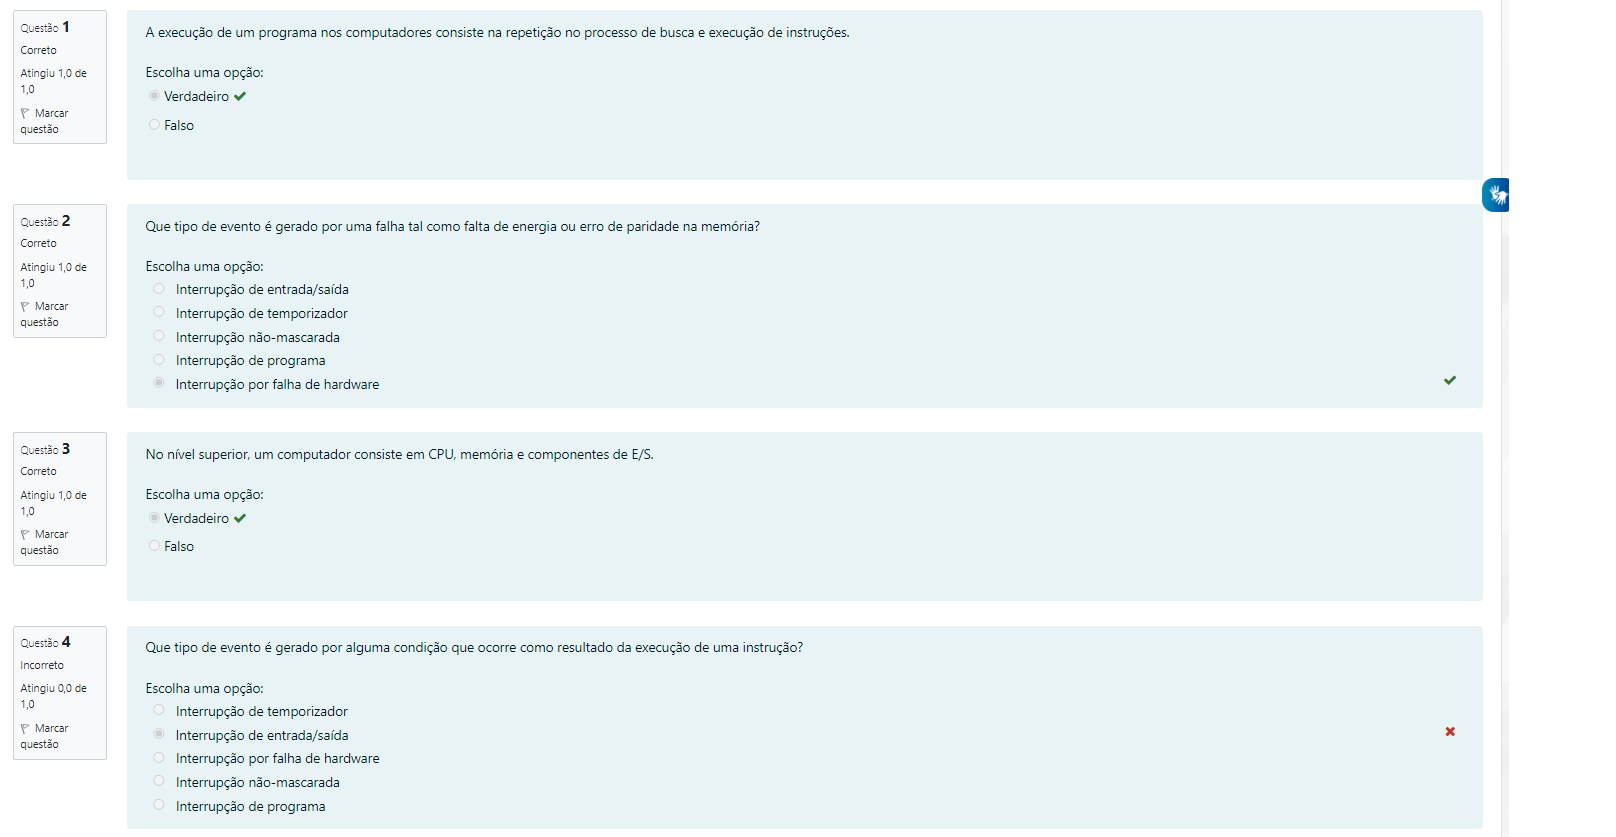 Questão 1
Correto
Atingiu 1,0 de
1,0
Marcar
questão
A execução de um programa nos computadores consiste na repetição no processo de busca e execução de instruções.
Escolha uma opção:
Verdadeiro
Falso
Questão 2
Correto
Atingiu 1,0 de
1,0
Marcar
questão
Que tipo de evento é gerado por uma falha tal como falta de energia ou erro de paridade na memória?
Escolha uma opção:
Interrupção de entrada/saída
Interrupção de temporizador
Interrupção não-mascarada
Interrupção de programa
Interrupção por falha de hardware
Questão 3
Correto
Atingiu 1,0 de
1,0
Marcar
questão
No nível superior, um computador consiste em CPU, memória e componentes de E/S.
Escolha uma opção:
Verdadeiro
Falso
Questão 4
Incorreto
Atingiu 0,0 de
1,0
Marcar
questão
Que tipo de evento é gerado por alguma condição que ocorre como resultado da execução de uma instrução?
Escolha uma opção:
Interrupção de temporizador
Interrupção de entrada/saída
Interrupção por falha de hardware
Interrupção não-mascarada
Interrupção de programa